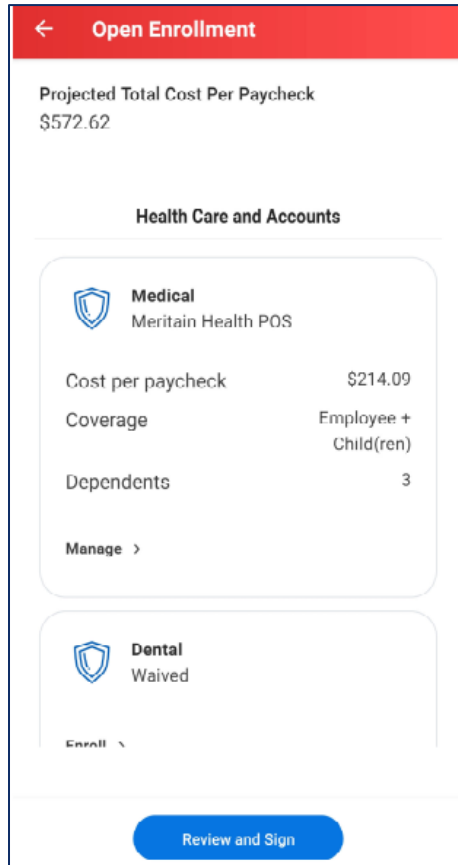 Open Enrollment
Projected Total Cost Per Paycheck
$572.62
Health Care and Accounts
Medical
Meritain Health POS
Cost per paycheck $214.09
Coverage Employee +
Child(ren)
Dependents 3
Manage >
Dental
Waived
Enroll >
Review and Sign